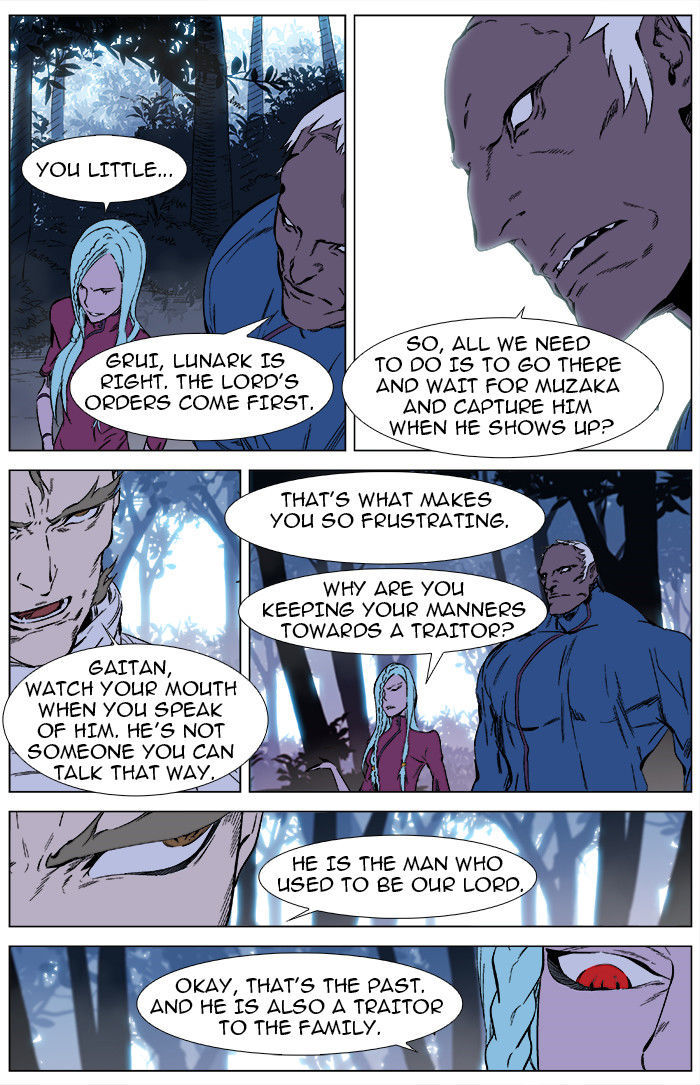 YOU LITTLE...
GRUI, LUNARK IS
RIGHT. THE LORD'S
ORDERS COME FIRST.
SO, ALL WE NEED
TO DO IS TO GO THERE
AND WAIT FOR MUZAKA
AND CAPTURE HIM
WHEN HE SHOWS UP?
GAITAN,
WATCH YOUR MOUTH
WHEN YOU SPEAK
OF HIM. HE'S NOT
SOMEONE YOU CAN
TALK THAT WAY.
THAT'S WHAT MAKES
YOU SO FRUSTRATING.
WHY ARE YOU
KEEPING YOUR MANNERS
TOWARDS A TRAITOR?
HE IS THE MAN WHO
USED TO BE OUR LORD.
OKAY, THAT'S THE PAST.
AND HE IS ALSO A TRAITOR
TO THE FAMILY.